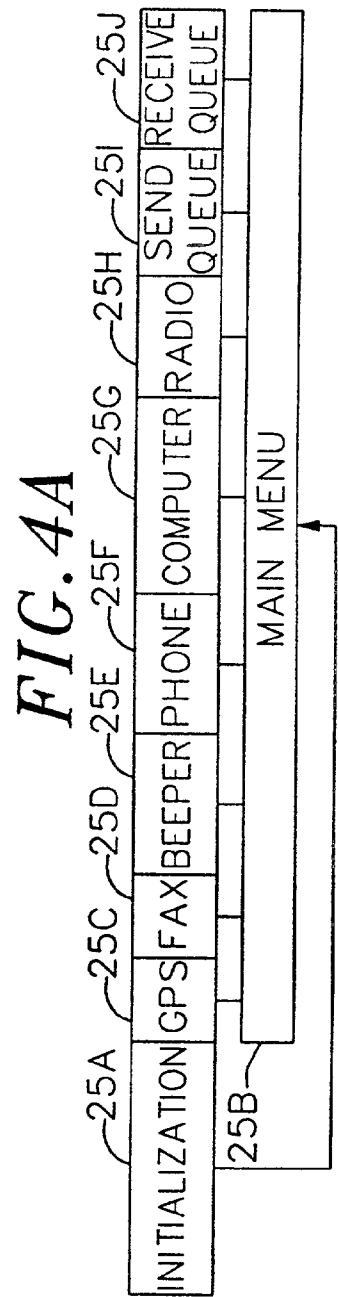 FIG. 4A
25A 25C 25D 25E 25F 25G 25H 25I 25J
INITIALIZATION
GPS
FAX
BEEPER
PHONE
COMPUTER
RADIO
SEND
QUEUE
RECEIVE
QUEUE
25B
MAIN MENU